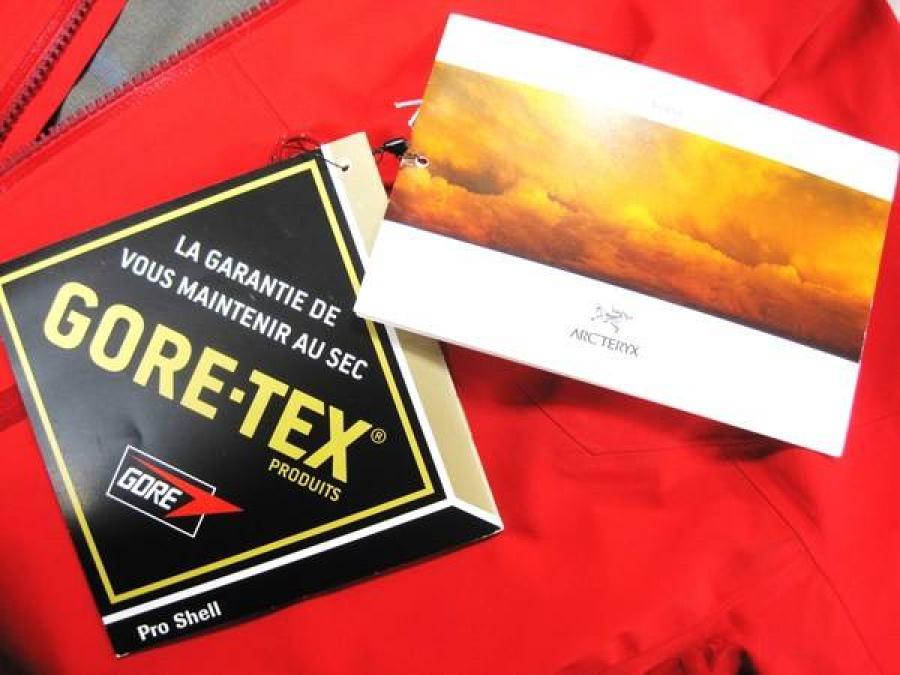 LA GARANTIE DE
VOUS MAINTENIR AU SEC
GORE-TEX®
PRODUITS
GORE
Pro Shell
ARC'TERYX